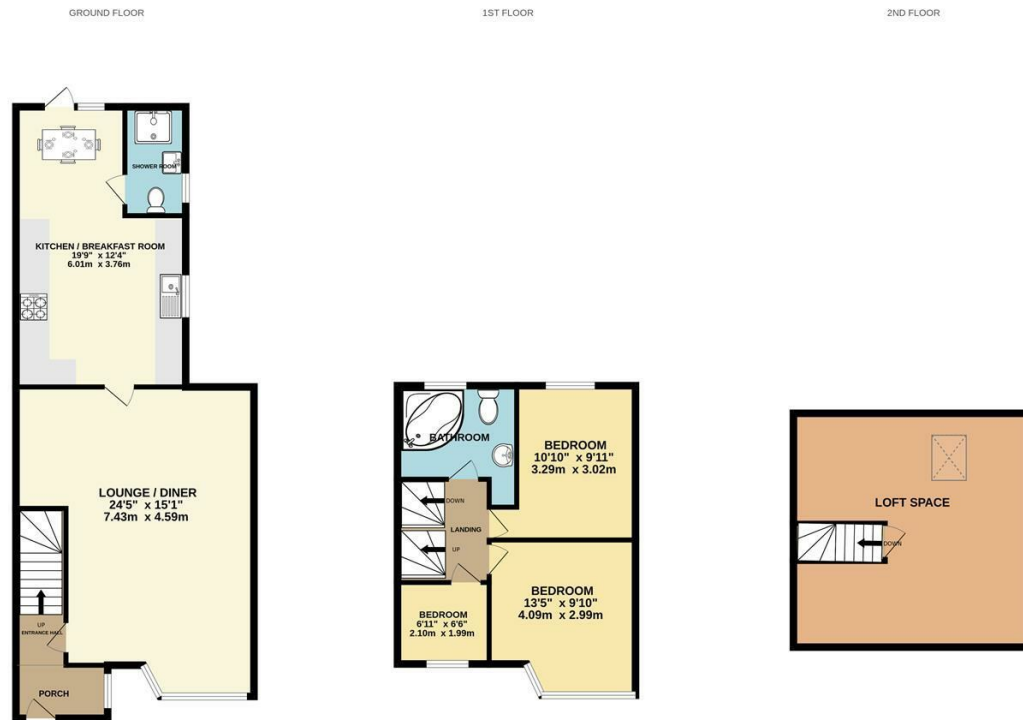 GROUND FLOOR
SHOWER ROOM
KITCHEN / BREAKFAST ROOM
19'9" x 12'4"
6.01m x 3.76m
LOUNGE / DINER
24'5" x 15'1"
7.43m x 4.59m
UP
ENTRANCE HALL
PORCH
1ST FLOOR
BATHROOM
BEDROOM
10'10" x 9'11"
3.29m x 3.02m
DOWN
LANDING
UP
BEDROOM
13'5" x 9'10"
4.09m x 2.99m
BEDROOM
6'11" x 6'6"
2.10m x 1.99m
2ND FLOOR
LOFT SPACE
DOWN